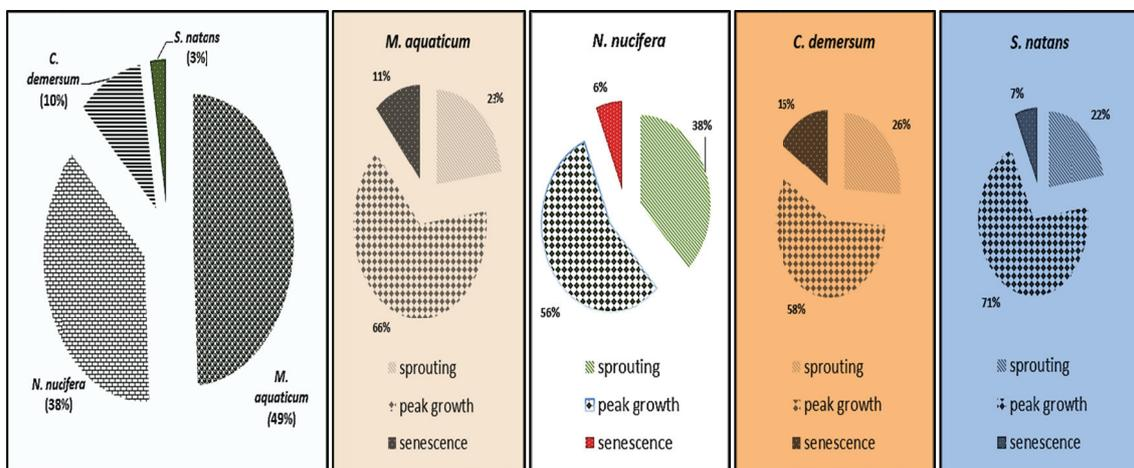 S. natans
(3%)
C.
demersum
(10%)
N. nucifera
(38%)
M.
aquaticum
(49%)
M. aquaticum
11%
23%
66%
sprouting
peak growth
senescence
N. nucifera
6%
38%
56%
sprouting
peak growth
senescence
C. demersum
15%
26%
58%
sprouting
peak growth
senescence
S. natans
7%
22%
71%
sprouting
peak growth
senescence